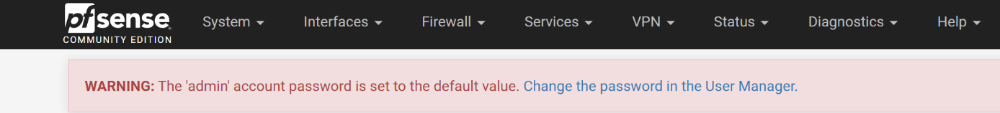 pfsense
COMMUNITY EDITION
System Interfaces Firewall Services VPN Status Diagnostics Help
WARNING: The 'admin' account password is set to the default value. Change the password in the User Manager.